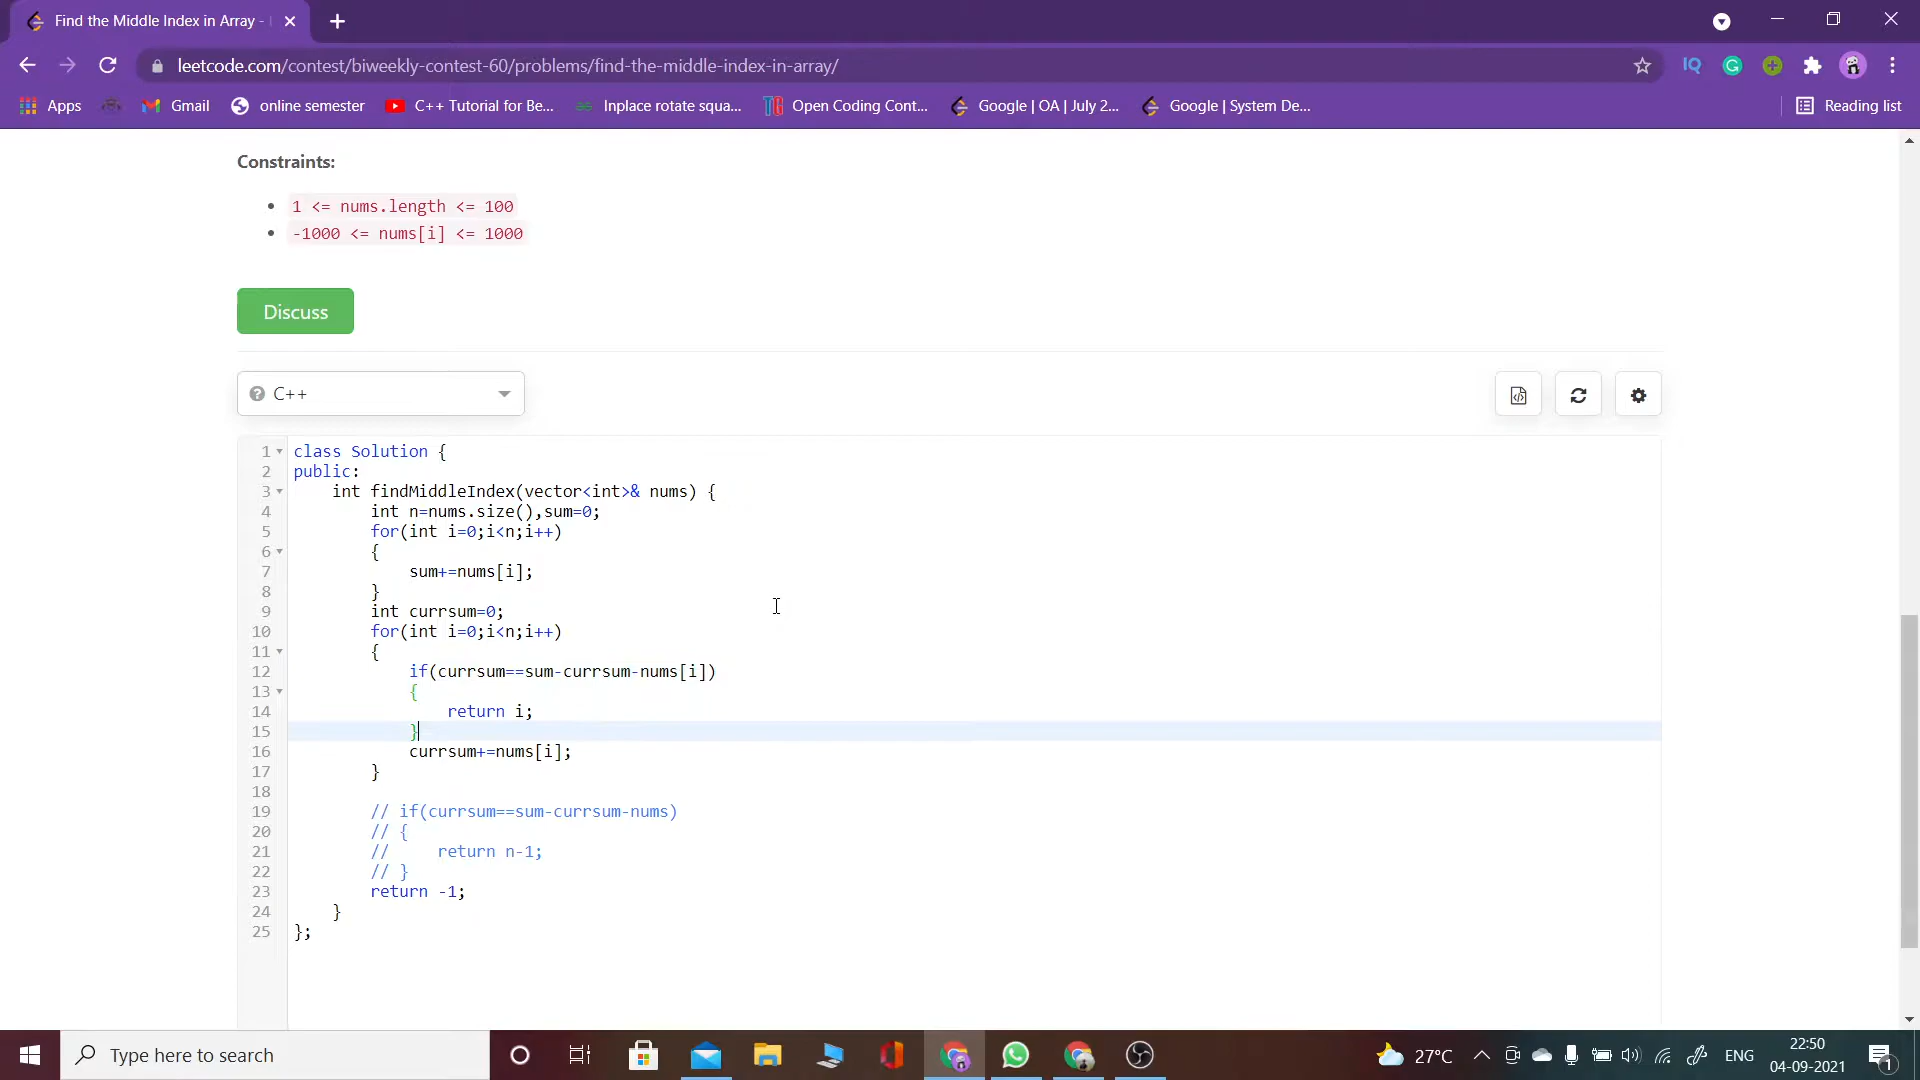 Find the Middle Index in Array -
leetcode.com/contest/biweekly-contest-60/problems/find-the-middle-index-in-array/
Apps Gmail online semester C++ Tutorial for Be... Inplace rotate squa... Open Coding Cont... Google | OA | July 2... Google | System De... Reading list
Constraints:
1 <= nums.length <= 100
-1000 <= nums[i] <= 1000
Discuss
C++
1 class Solution {
2 public:
3 int findMiddleIndex(vector<int>& nums) {
4 int n=nums.size(),sum=0;
5 for(int i=0;i<n;i++)
6 {
7 sum+=nums[i];
8 }
9 int currsum=0;
10 for(int i=0;i<n;i++)
11 {
12 if(currsum==sum-currsum-nums[i])
13 {
14 return i;
15 }
16 currsum+=nums[i];
17 }
18
19 // if(currsum==sum-currsum-nums)
20 // {
21 // return n-1;
22 // }
23 return -1;
24 }
25 };
Type here to search
27°C
ENG
22:50
04-09-2021
1